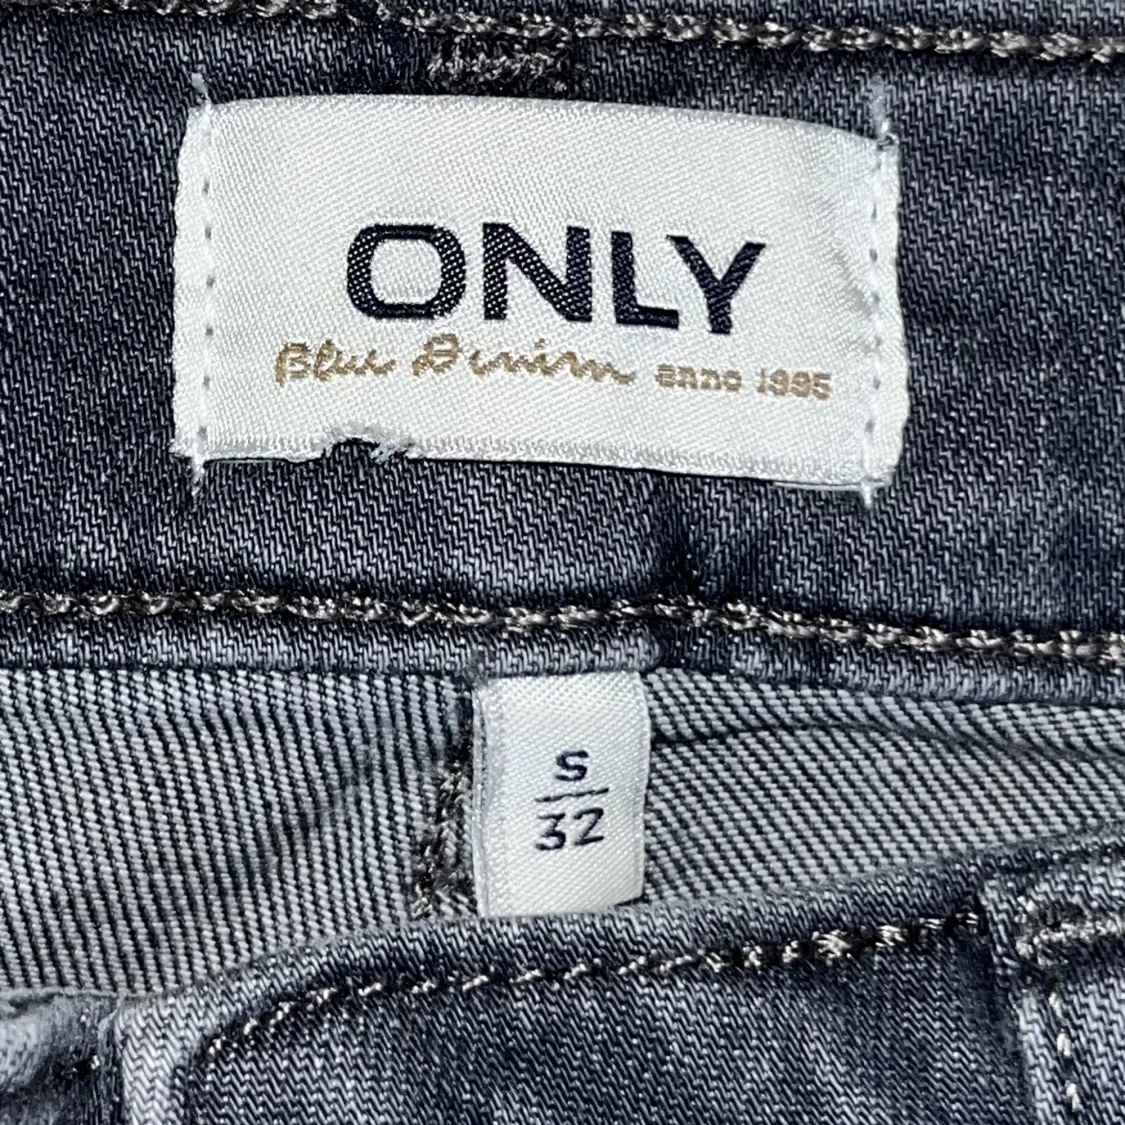 ONLY
Blue Denim anno 1995
S
32